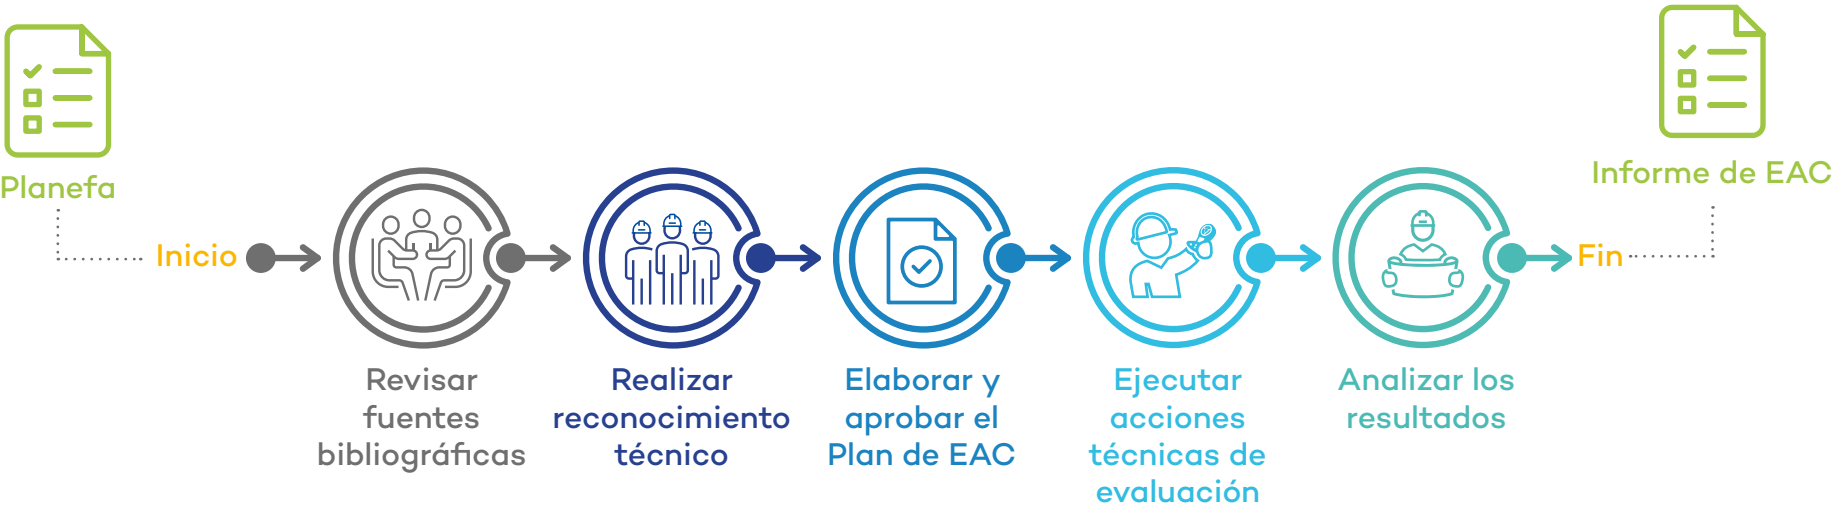 Planefa
Inicio
Revisar
fuentes
bibliográficas
Realizar
reconocimiento
técnico
Elaborar y
aprobar el
Plan de EAC
Ejecutar
acciones
técnicas de
evaluación
Analizar los
resultados
Fin
Informe de EAC